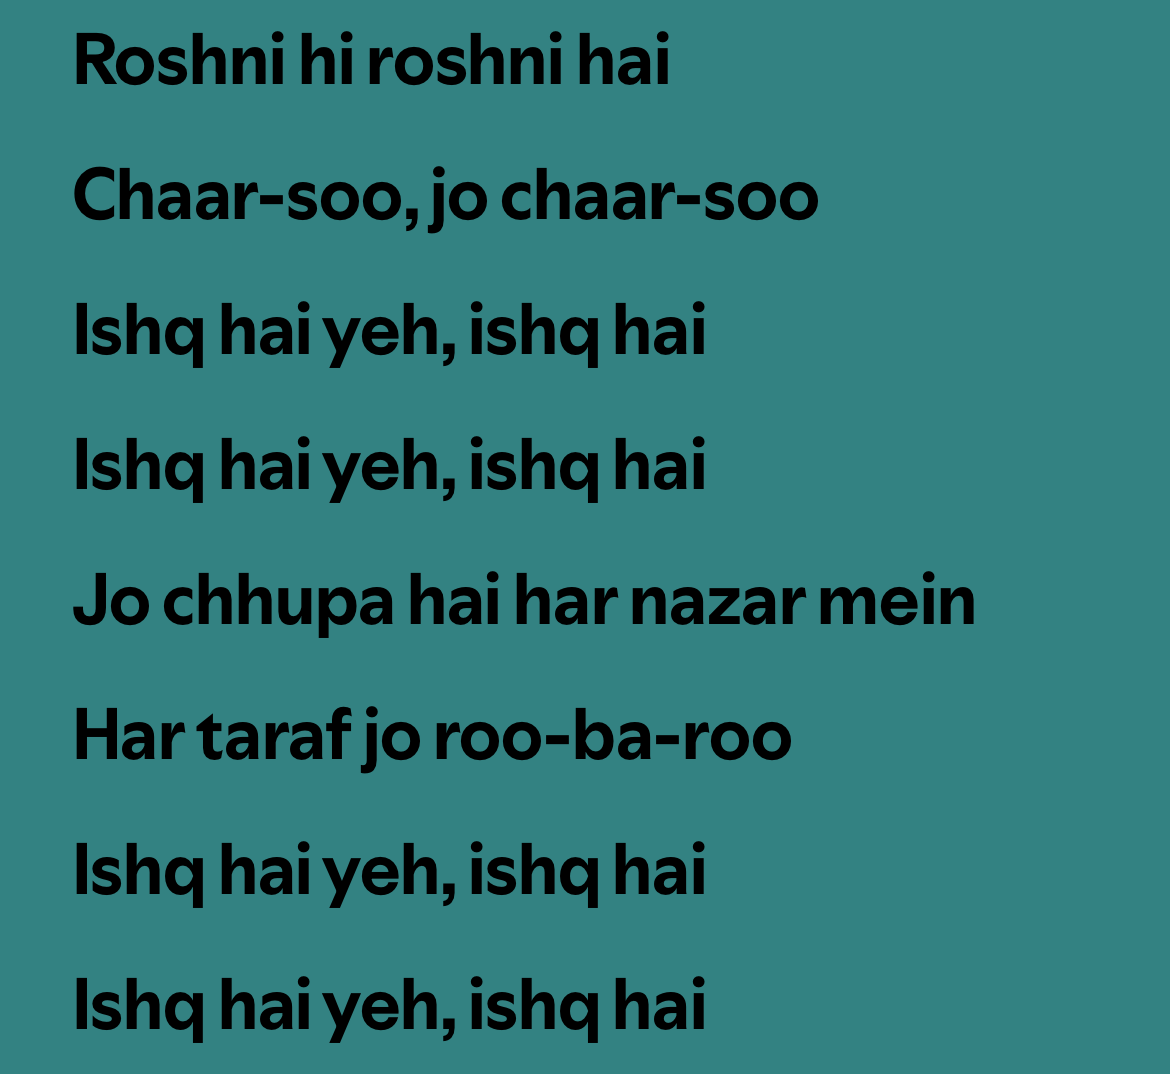 Roshni hi roshni hai
Chaar-soo, jo chaar-soo
Ishq hai yeh, ishq hai
Ishq hai yeh, ishq hai
Jo chhupa hai har nazar mein
Har taraf jo roo-ba-roo
Ishq hai yeh, ishq hai
Ishq hai yeh, ishq hai